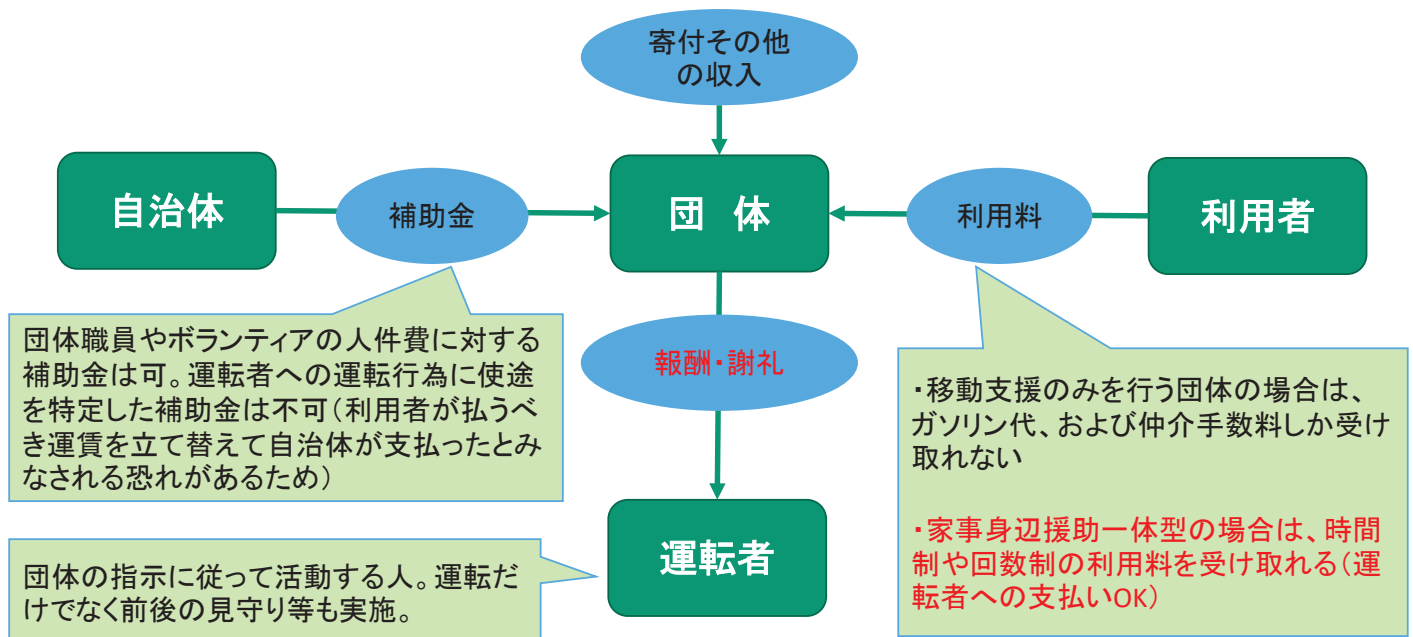 寄付その他
の収入
自治体
補助金
団　体
利用料
利用者
団体職員やボランティアの人件費に対する
補助金は可。運転者への運転行為に使途
を特定した補助金は不可(利用者が払うべ
き運賃を立て替えて自治体が支払ったとみ
なされる恐れがあるため)
報酬・謝礼
・移動支援のみを行う団体の場合は、
ガソリン代、および仲介手数料しか受け
取れない
・家事身辺援助一体型の場合は、時間
制や回数制の利用料を受け取れる(運
転者への支払いOK)
運転者
団体の指示に従って活動する人。運転だ
けでなく前後の見守り等も実施。